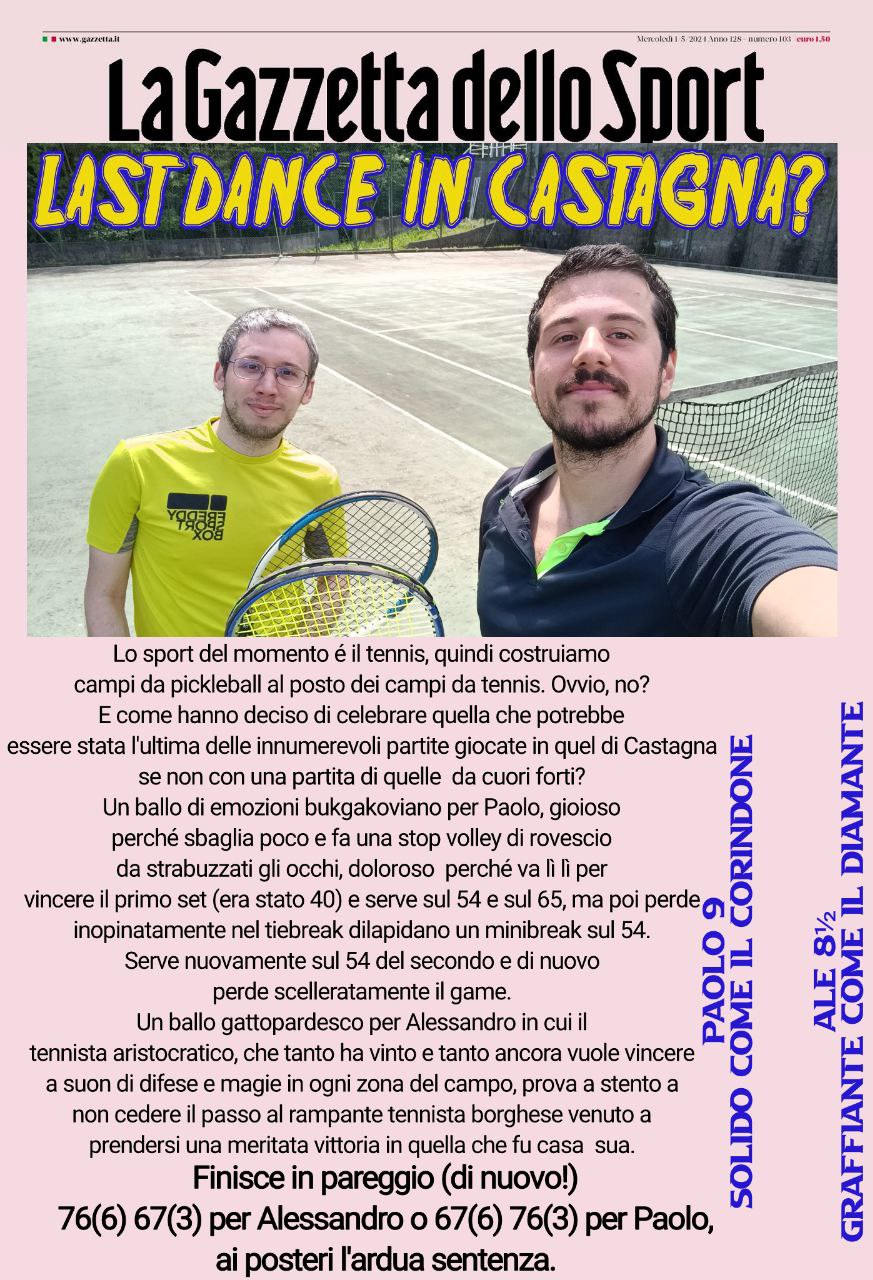 www.gazzetta.it
Mercoledì 1/5/2024 Anno 128 - numero 103 euro 1,50
La Gazzetta dello Sport
LAST DANCE IN CASTAGNA?
FREDDY
SPORT
BOX
Lo sport del momento é il tennis, quindi costruiamo
campi da pickleball al posto dei campi da tennis. Ovvio, no?
E come hanno deciso di celebrare quella che potrebbe
essere stata l'ultima delle innumerevoli partite giocate in quel di Castagna
se non con una partita di quelle da cuori forti?
Un ballo di emozioni bukgakoviano per Paolo, gioioso
perché sbaglia poco e fa una stop volley di rovescio
da strabuzzati gli occhi, doloroso perché va lì lì per
vincere il primo set (era stato 40) e serve sul 54 e sul 65, ma poi perde
inopinatamente nel tiebreak dilapidano un minibreak sul 54.
Serve nuovamente sul 54 del secondo e di nuovo
perde scelleratamente il game.
Un ballo gattopardesco per Alessandro in cui il
tennista aristocratico, che tanto ha vinto e tanto ancora vuole vincere
a suon di difese e magie in ogni zona del campo, prova a stento a
non cedere il passo al rampante tennista borghese venuto a
prendersi una meritata vittoria in quella che fu casa sua.
Finisce in pareggio (di nuovo!)
76(6) 67(3) per Alessandro o 67(6) 76(3) per Paolo,
ai posteri l'ardua sentenza.
PAOLO 9
SOLIDO COME IL CORINDONE
ALE 8½
GRAFFIANTE COME IL DIAMANTE